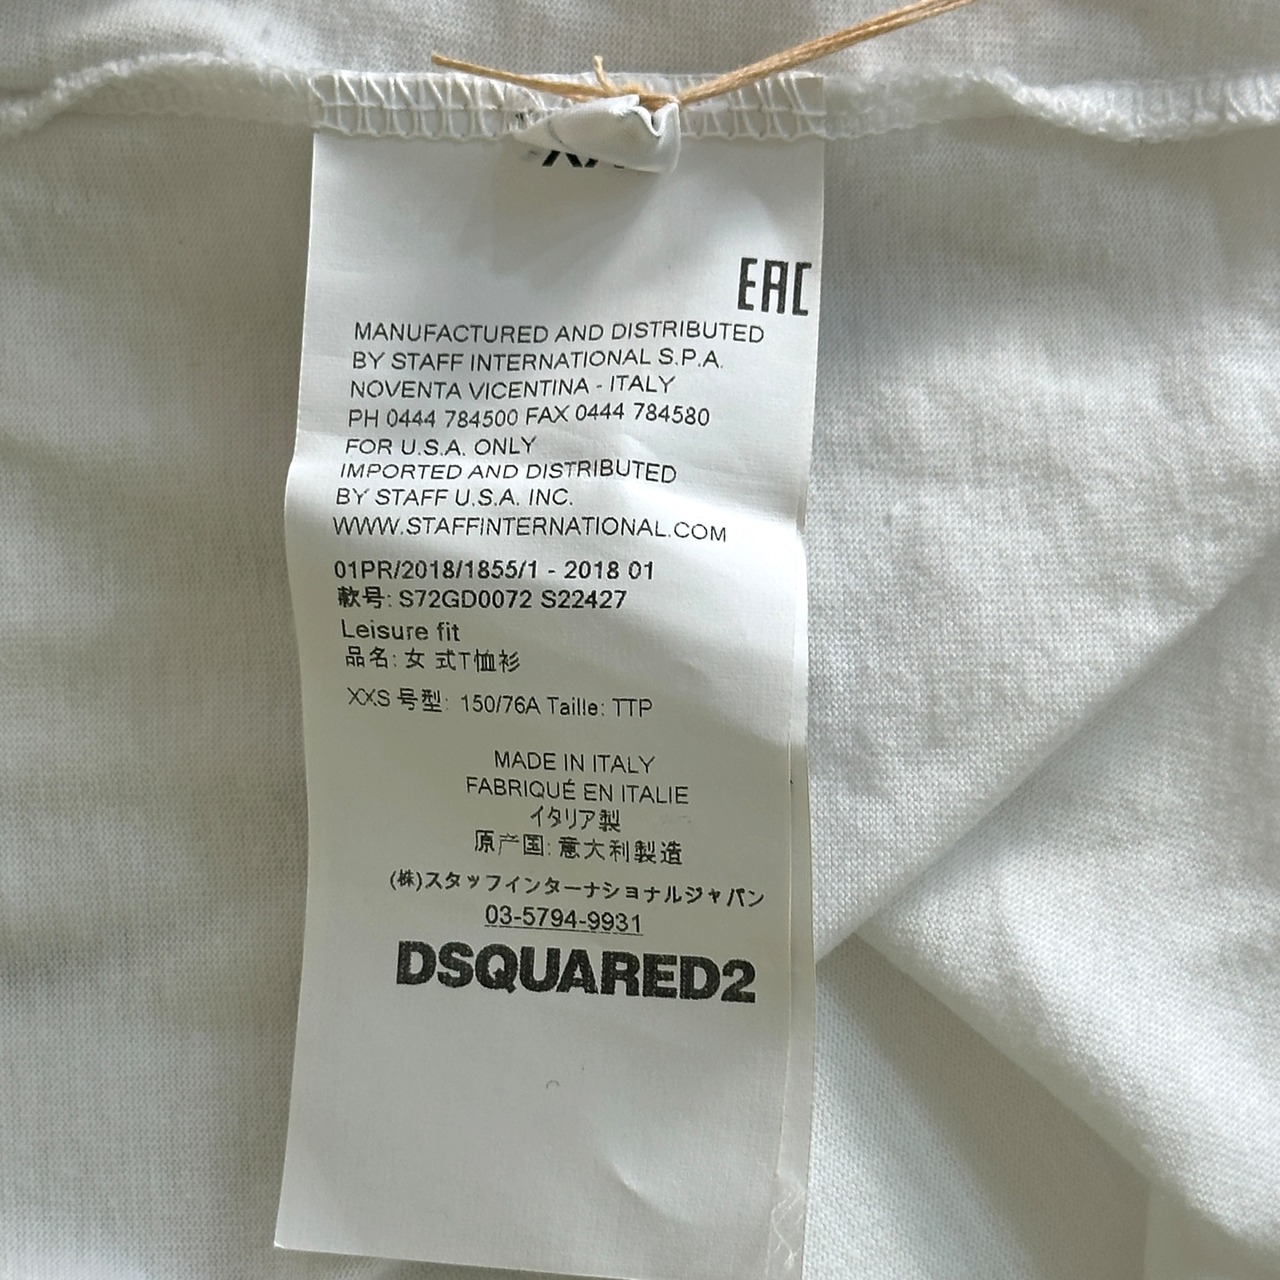 EAC
MANUFACTURED AND DISTRIBUTED
BY STAFF INTERNATIONAL S.P.A.
NOVENTA VICENTINA - ITALY
PH 0444 784500 FAX 0444 784580
FOR U.S.A. ONLY
IMPORTED AND DISTRIBUTED
BY STAFF U.S.A. INC.
WWW.STAFFINTERNATIONAL.COM
01PR/2018/1855/1 - 2018 01
款号: S72GD0072 S22427
Leisure fit
品名: 女 式T恤衫
XXS 号型: 150/76A Taille: TTP
MADE IN ITALY
FABRIQUÉ EN ITALIE
イタリア製
原产国: 意大利製造
(株)スタッフインターナショナルジャパン
03-5794-9931
DSQUARED2